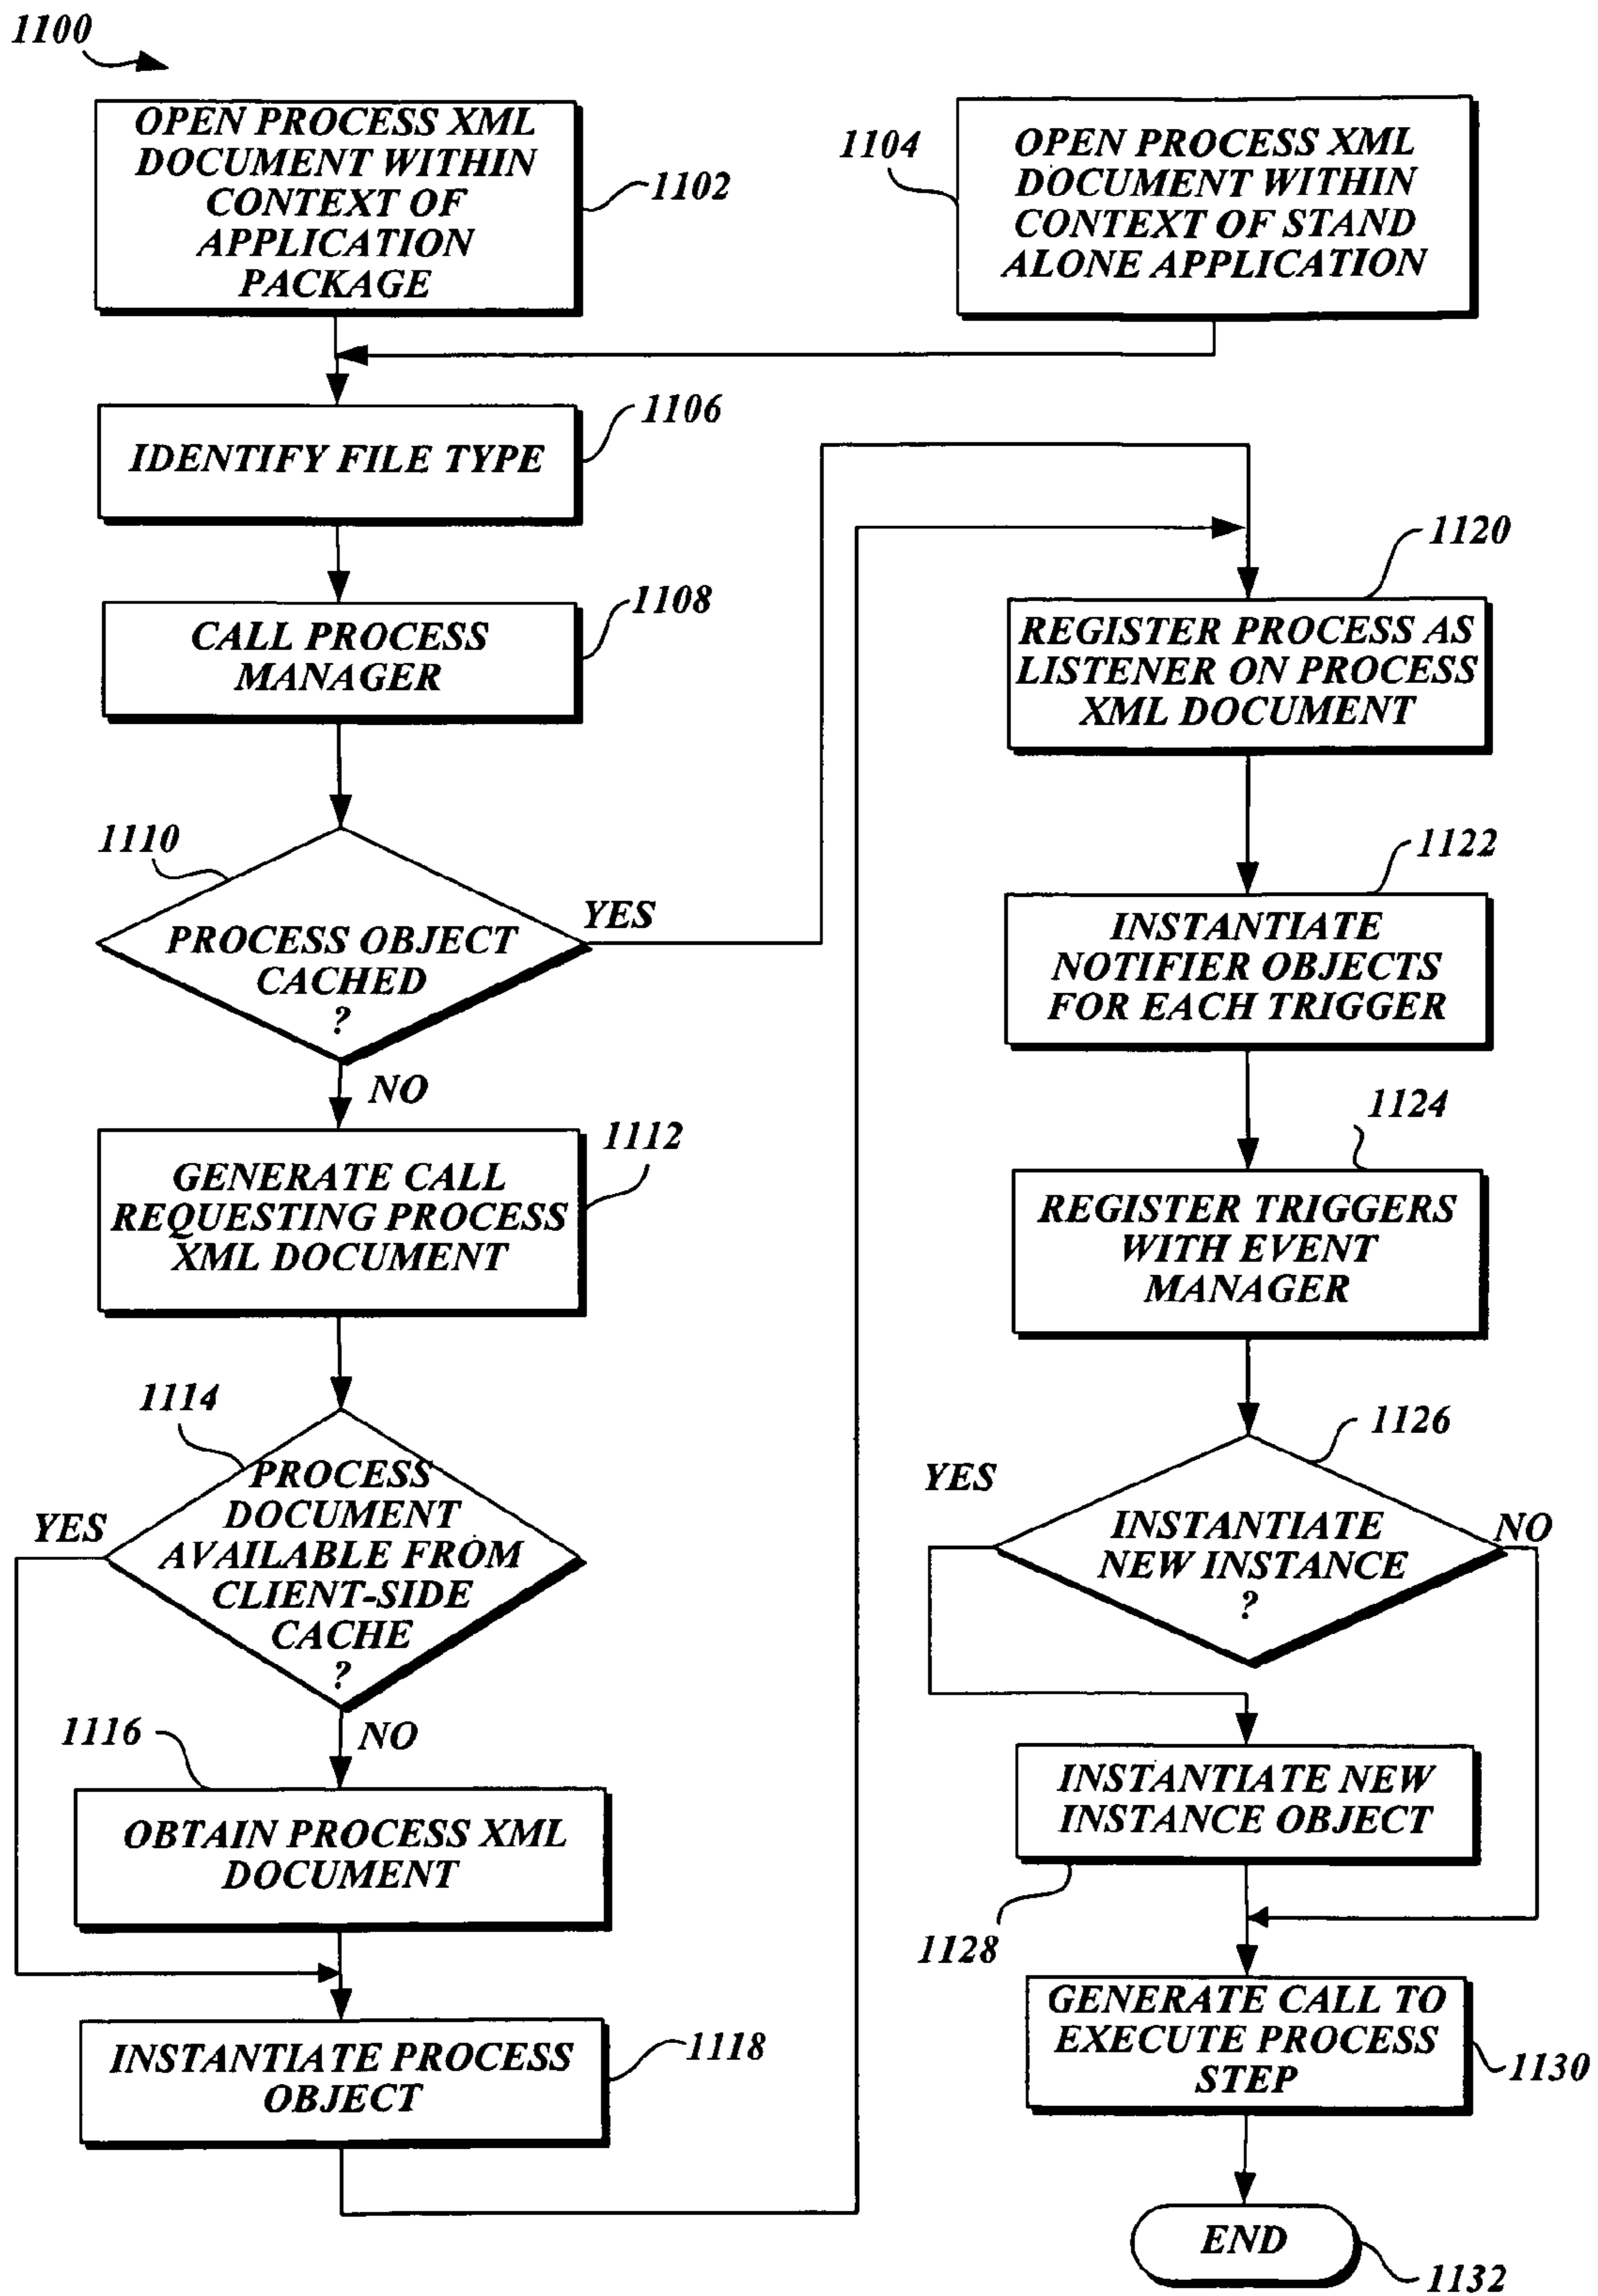 1100
OPEN PROCESS XML
DOCUMENT WITHIN
CONTEXT OF
APPLICATION
PACKAGE
1102
1104
OPEN PROCESS XML
DOCUMENT WITHIN
CONTEXT OF STAND
ALONE APPLICATION
IDENTIFY FILE TYPE
1106
CALL PROCESS
MANAGER
1108
1110
PROCESS OBJECT
CACHED
?
YES
NO
GENERATE CALL
REQUESTING PROCESS
XML DOCUMENT
1112
1114
PROCESS
DOCUMENT
AVAILABLE FROM
CLIENT-SIDE
CACHE
?
YES
NO
1116
OBTAIN PROCESS XML
DOCUMENT
INSTANTIATE PROCESS
OBJECT
1118
1120
REGISTER PROCESS AS
LISTENER ON PROCESS
XML DOCUMENT
1122
INSTANTIATE
NOTIFIER OBJECTS
FOR EACH TRIGGER
1124
REGISTER TRIGGERS
WITH EVENT
MANAGER
1126
YES
INSTANTIATE
NEW INSTANCE
?
NO
INSTANTIATE NEW
INSTANCE OBJECT
1128
GENERATE CALL TO
EXECUTE PROCESS
STEP
1130
END
1132